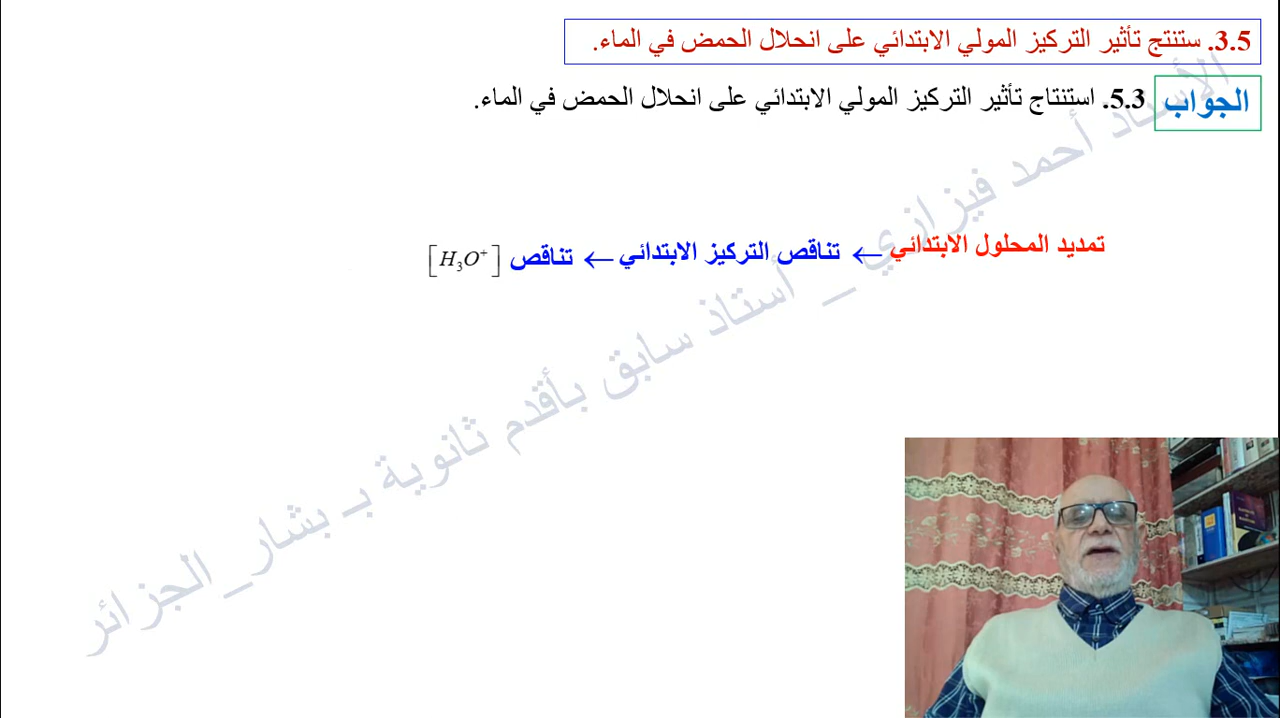 3.5. ستنتج تأثير التركيز المولي الابتدائي على انحلال الحمض في الماء.
الجواب 5.3. استنتاج تأثير التركيز المولي الابتدائي على انحلال الحمض في الماء.
تمديد المحلول الابتدائي ← تناقص التركيز الابتدائي ← تناقص [H₃O⁺]
الأستاذ أحمد فيزازي _ أستاذ سابق بأقدم ثانوية بـ بشار_الجزائر